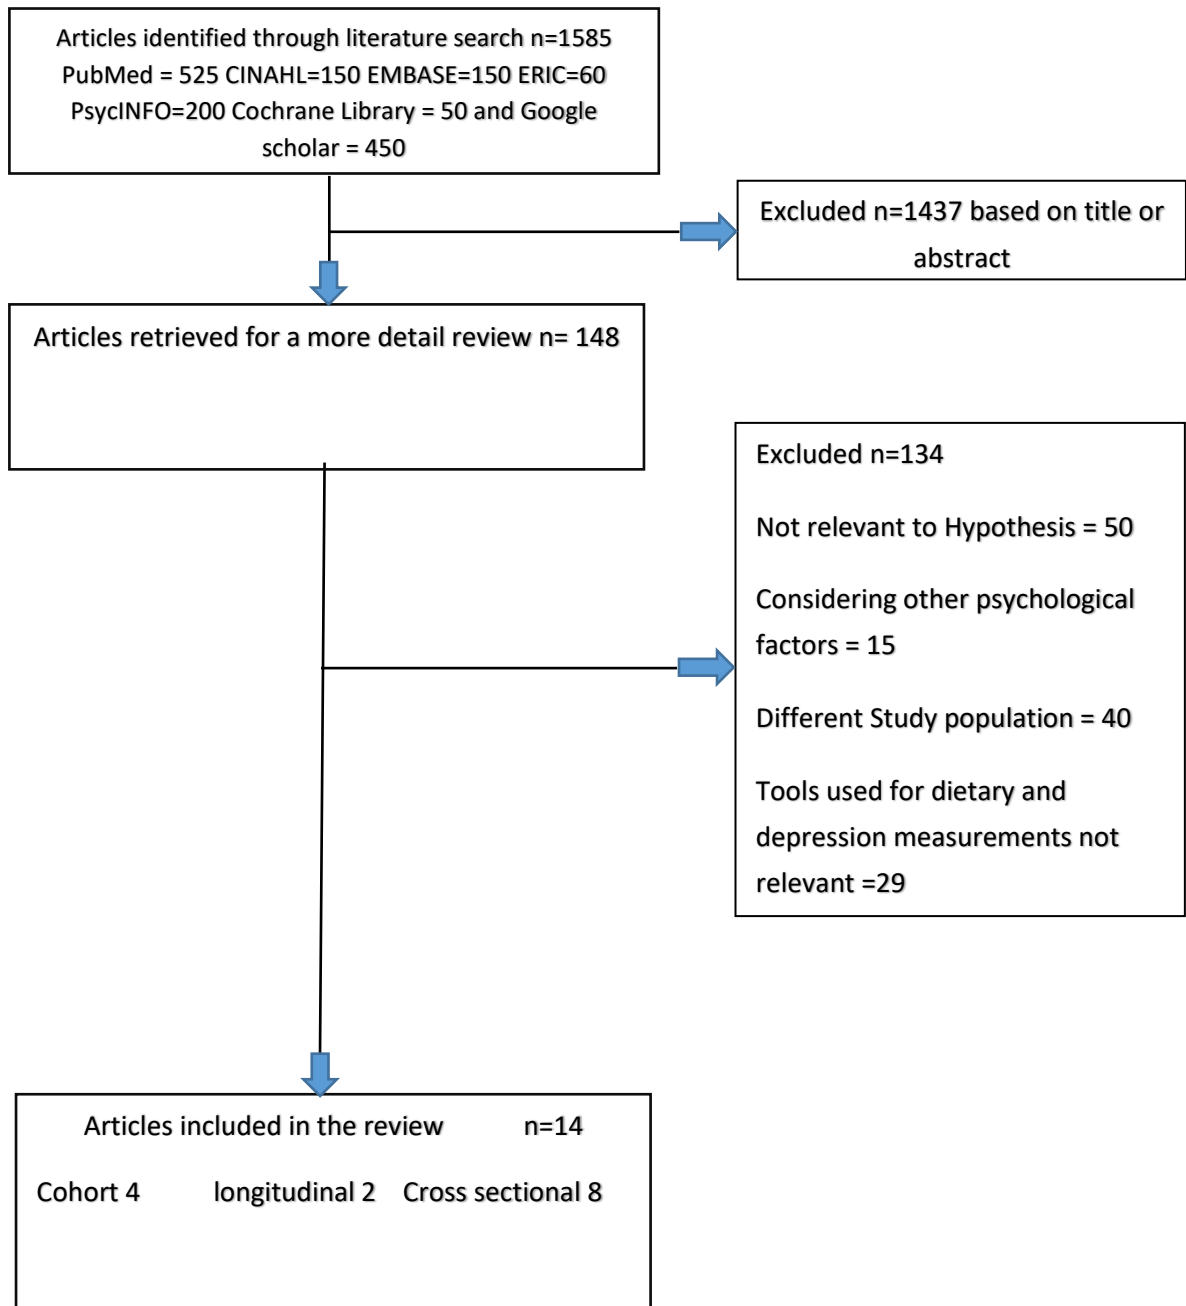 Articles identified through literature search n=1585
PubMed = 525 CINAHL=150 EMBASE=150 ERIC=60
PsycINFO=200 Cochrane Library = 50 and Google
scholar = 450
Excluded n=1437 based on title or
abstract
Articles retrieved for a more detail review n= 148
Excluded n=134
Not relevant to Hypothesis = 50
Considering other psychological
factors = 15
Different Study population = 40
Tools used for dietary and
depression measurements not
relevant =29
Articles included in the review n=14
Cohort 4 longitudinal 2 Cross sectional 8